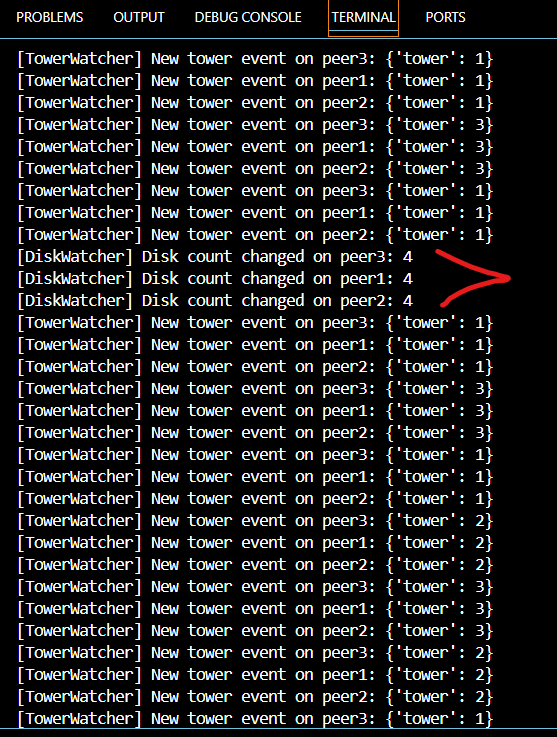 PROBLEMS OUTPUT DEBUG CONSOLE TERMINAL PORTS
[TowerWatcher] New tower event on peer3: {'tower': 1}
[TowerWatcher] New tower event on peer1: {'tower': 1}
[TowerWatcher] New tower event on peer2: {'tower': 1}
[TowerWatcher] New tower event on peer3: {'tower': 3}
[TowerWatcher] New tower event on peer1: {'tower': 3}
[TowerWatcher] New tower event on peer2: {'tower': 3}
[TowerWatcher] New tower event on peer3: {'tower': 1}
[TowerWatcher] New tower event on peer1: {'tower': 1}
[TowerWatcher] New tower event on peer2: {'tower': 1}
[DiskWatcher] Disk count changed on peer3: 4
[DiskWatcher] Disk count changed on peer1: 4
[DiskWatcher] Disk count changed on peer2: 4
[TowerWatcher] New tower event on peer3: {'tower': 1}
[TowerWatcher] New tower event on peer1: {'tower': 1}
[TowerWatcher] New tower event on peer2: {'tower': 1}
[TowerWatcher] New tower event on peer3: {'tower': 3}
[TowerWatcher] New tower event on peer1: {'tower': 3}
[TowerWatcher] New tower event on peer2: {'tower': 3}
[TowerWatcher] New tower event on peer3: {'tower': 1}
[TowerWatcher] New tower event on peer1: {'tower': 1}
[TowerWatcher] New tower event on peer2: {'tower': 1}
[TowerWatcher] New tower event on peer3: {'tower': 2}
[TowerWatcher] New tower event on peer1: {'tower': 2}
[TowerWatcher] New tower event on peer2: {'tower': 2}
[TowerWatcher] New tower event on peer3: {'tower': 3}
[TowerWatcher] New tower event on peer1: {'tower': 3}
[TowerWatcher] New tower event on peer2: {'tower': 3}
[TowerWatcher] New tower event on peer3: {'tower': 2}
[TowerWatcher] New tower event on peer1: {'tower': 2}
[TowerWatcher] New tower event on peer2: {'tower': 2}
[TowerWatcher] New tower event on peer3: {'tower': 1}